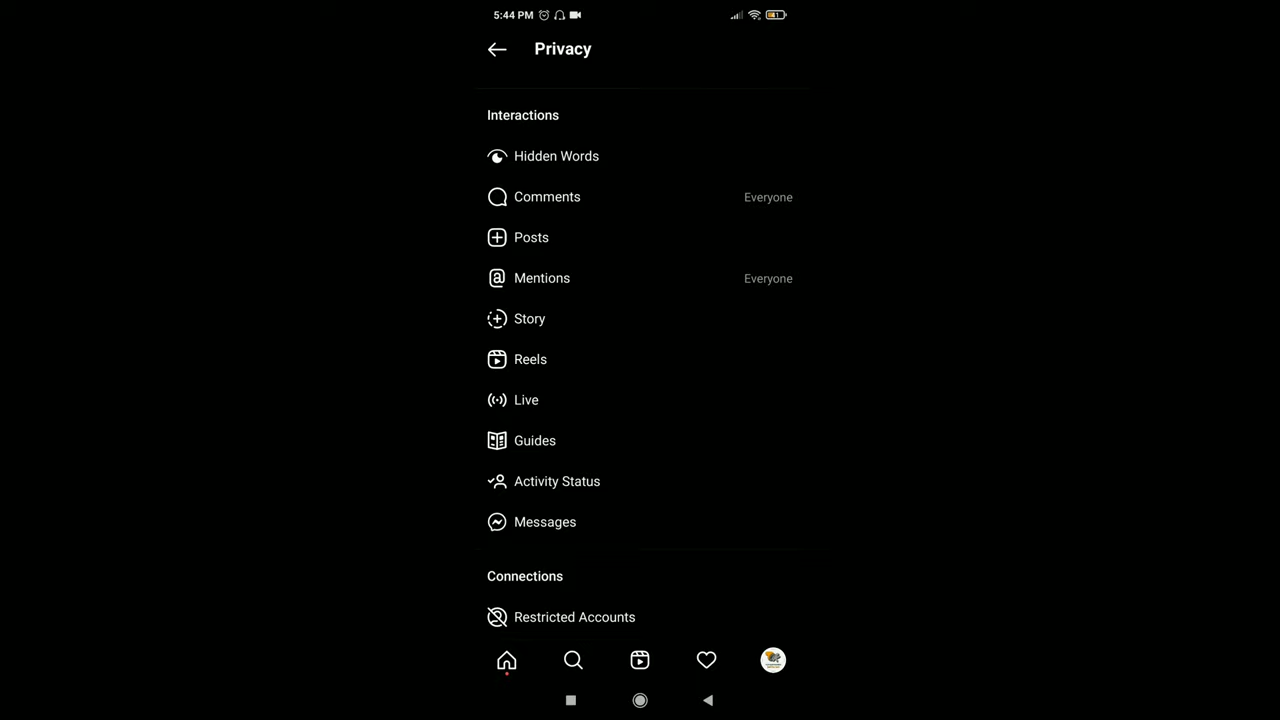 5:44 PM
Privacy
Interactions
Hidden Words
Comments Everyone
Posts
Mentions Everyone
Story
Reels
Live
Guides
Activity Status
Messages
Connections
Restricted Accounts